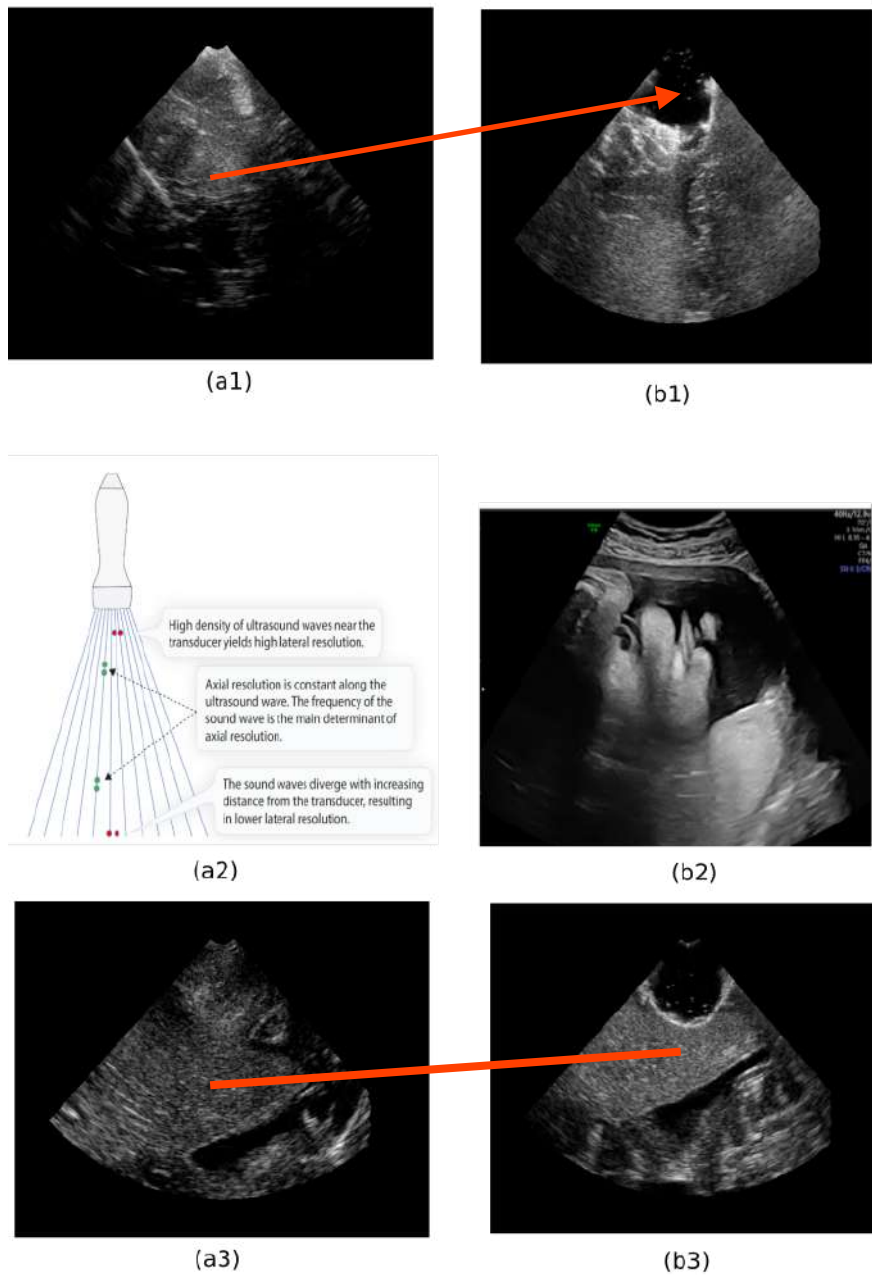 (a1)
(b1)
High density of ultrasound waves near the
transducer yields high lateral resolution.
Axial resolution is constant along the
ultrasound wave. The frequency of the
sound wave is the main determinant of
axial resolution.
The sound waves diverge with increasing
distance from the transducer, resulting
in lower lateral resolution.
(a2)
(b2)
(a3)
(b3)